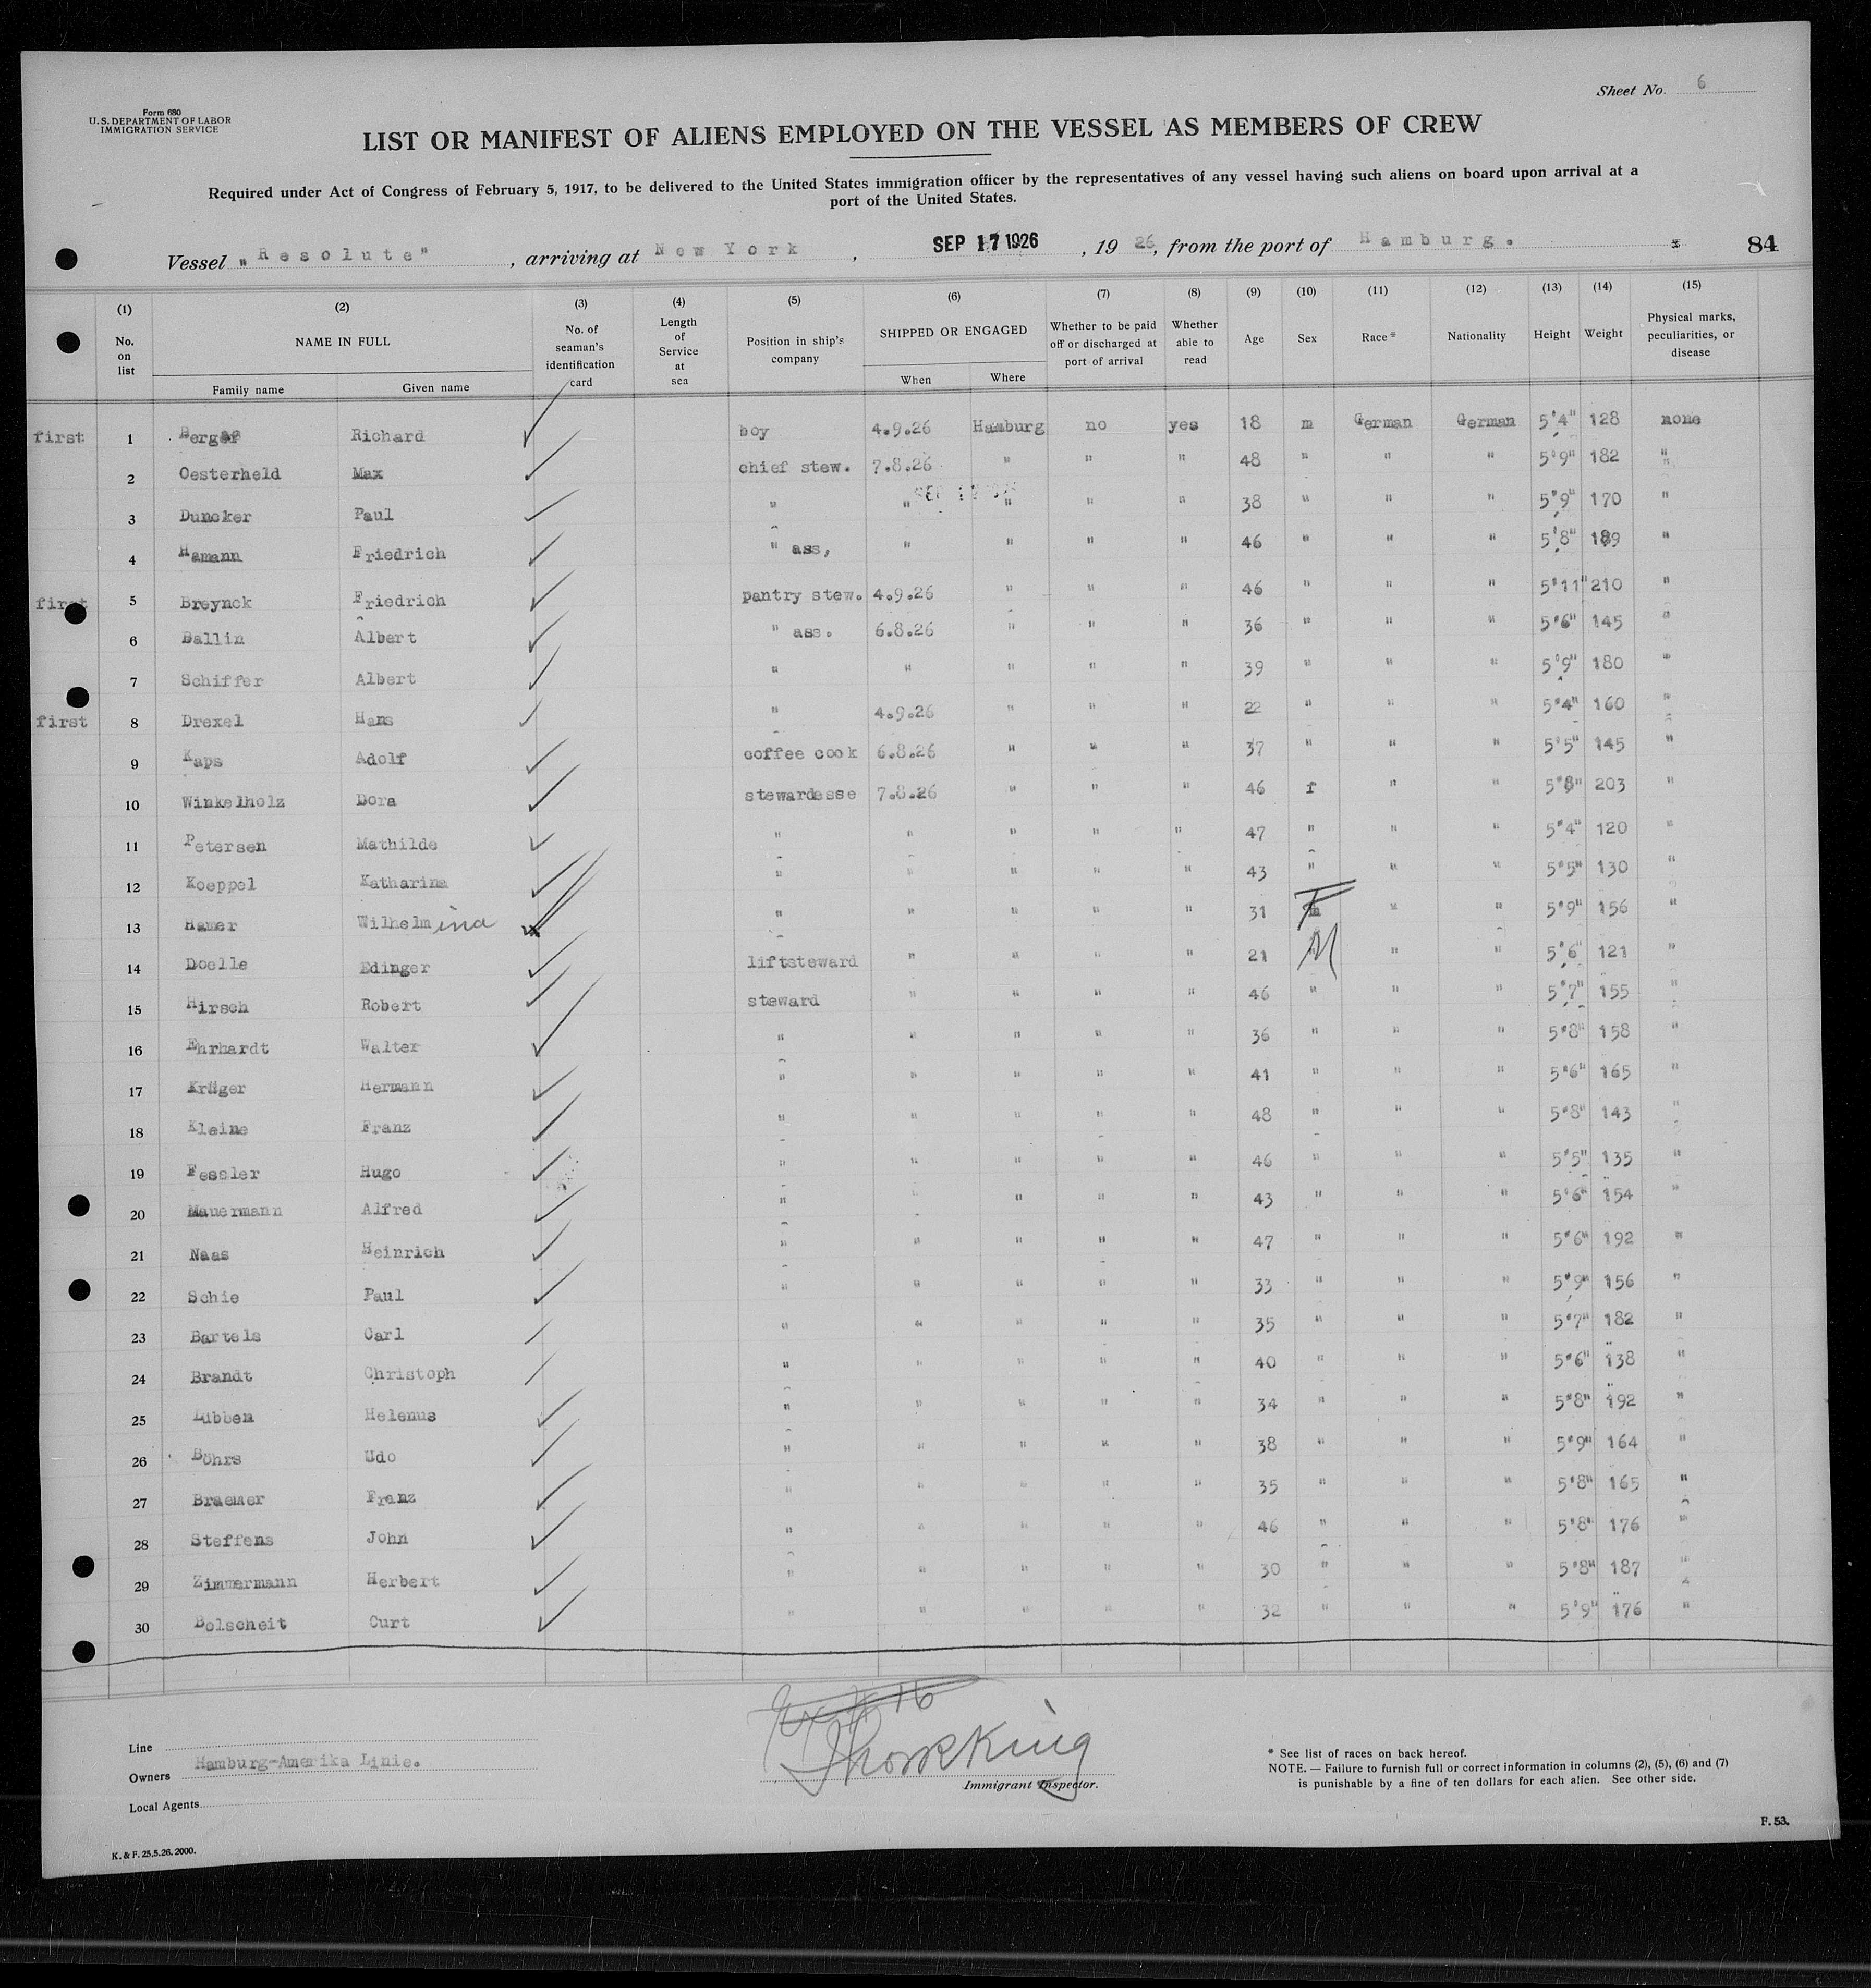 Sheet No. 6
Form 680
U. S. DEPARTMENT OF LABOR
IMMIGRATION SERVICE
LIST OR MANIFEST OF ALIENS EMPLOYED ON THE VESSEL AS MEMBERS OF CREW
Required under Act of Congress of February 5, 1917, to be delivered to the United States immigration officer by the representatives of any vessel having such aliens on board upon arrival at a
port of the United States.
Vessel „Resolute", arriving at New York, SEP 17 1926, 1926, from the port of Hamburg. 84
(1) (2) (3) (4) (5) (6) (7) (8) (9) (10) (11) (12) (13) (14) (15)
No. on list NAME IN FULL Family name Given name No. of seaman's identification card Length of Service at sea Position in ship's company SHIPPED OR ENGAGED When Where Whether to be paid off or discharged at port of arrival Whether able to read Age Sex Race* Nationality Height Weight Physical marks, peculiarities, or disease
first 1 Berger Richard boy 4.9.26 Hamburg no yes 18 m German German 5'4" 128 none
2 Oesterheld Max chief stew. 7.8.26 " " " 48 " " " 5'9" 182 "
3 Duncker Paul " " " " " 38 " " " 5'9" 170 "
4 Hamann Friedrich " ass, " " " " 46 " " " 5'8" 189 "
first 5 Breynck Friedrich pantry stew. 4.9.26 " " " 46 " " " 5'11" 210 "
6 Ballin Albert " ass. 6.8.26 " " " 36 " " " 5'6" 145 "
7 Schiffer Albert " " " " " 39 " " " 5'9" 180 "
first 8 Drexel Hans " 4.9.26 " " " 22 " " " 5'4" 160 "
9 Kaps Adolf coffee cook 6.8.26 " " " 37 " " " 5'5" 145 "
10 Winkelholz Dora stewardesse 7.8.26 " " " 46 f " " 5'8" 203 "
11 Petersen Mathilde " " " " " 47 " " " 5'4" 120 "
12 Koeppel Katharina " " " " " 43 " " " 5'5" 130 "
13 Hamer Wilhelmina " " " " " 31 F " " 5'9" 156 "
14 Doelle Edinger liftsteward " " " " 21 M " " 5'6" 121 "
15 Hirsch Robert steward " " " " 46 " " " 5'7" 155 "
16 Ehrhardt Walter " " " " " 36 " " " 5'8" 158 "
17 Krüger Hermann " " " " " 41 " " " 5'6" 165 "
18 Kleine Franz " " " " " 48 " " " 5'8" 143 "
19 Fessler Hugo " " " " " 46 " " " 5'5" 135 "
20 Mauermann Alfred " " " " " 43 " " " 5'6" 154 "
21 Naas Heinrich " " " " " 47 " " " 5'6" 192 "
22 Schie Paul " " " " " 33 " " " 5'9" 156 "
23 Bartels Carl " " " " " 35 " " " 5'7" 182 "
24 Brandt Christoph " " " " " 40 " " " 5'6" 138 "
25 Lübben Helenus " " " " " 34 " " " 5'8" 192 "
26 Böhrs Udo " " " " " 38 " " " 5'9" 164 "
27 Braemer Franz " " " " " 35 " " " 5'8" 165 "
28 Steffens John " " " " " 46 " " " 5'8" 176 "
29 Zimmermann Herbert " " " " " 30 " " " 5'8" 187 "
30 Bolscheit Curt " " " " " 32 " " " 5'9" 176 "
Line
Owners Hamburg-Amerika Linie.
Local Agents
Immigrant Inspector.
* See list of races on back hereof.
NOTE.—Failure to furnish full or correct information in columns (2), (5), (6) and (7)
is punishable by a fine of ten dollars for each alien. See other side.
F. 53.
K. & F. 25.5.26. 2000.